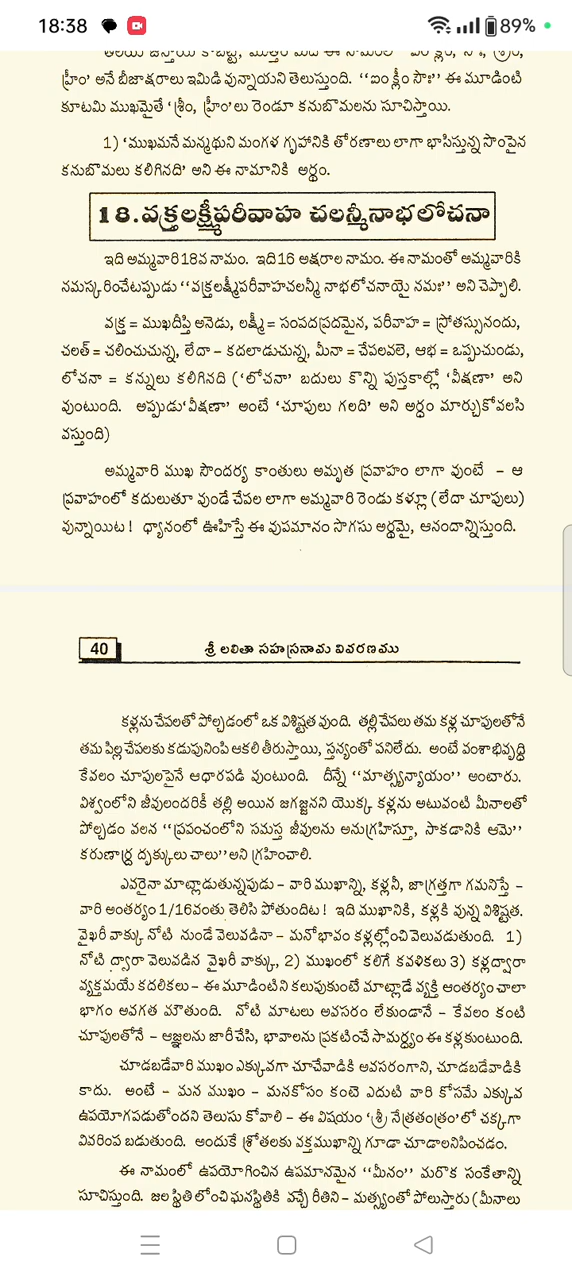 18:38 89%
హ్రీం' అనే బీజాక్షరాలు ఇమిడి వున్నాయని తెలుస్తుంది. ‘‘ఐం క్లీం సౌః’’ ఈ మూడింటి
కూటమి ముఖమైతే ‘శ్రీం, హ్రీం’లు రెండూ కనుబొమలను సూచిస్తాయి.
1) ‘ముఖమనే మన్మథుని మంగళ గృహానికి తోరణాలు లాగా భాసిస్తున్న సొంపైన
కనుబొమలు కలిగినది’ అని ఈ నామానికి అర్థం.
18.వక్త్రలక్ష్మీపరీవాహ చలన్మీనాభలోచనా
ఇది అమ్మవారి18వ నామం. ఇది16 అక్షరాల నామం. ఈ నామంతో అమ్మవారికి
నమస్కరించేటప్పుడు ‘‘వక్త్రలక్ష్మీపరీవాహచలన్మీ నాభలోచనాయై నమః’’ అని చెప్పాలి.
వక్త్ర = ముఖదీప్తి అనెడు, లక్ష్మీ = సంపదప్రదమైన, పరీవాహ = స్రోతస్సునందు,
చలత్ = చలించుచున్న, లేదా – కదలాడుచున్న, మీనా = చేపలవలె, ఆభ = ఒప్పుచుండు,
లోచనా = కన్నులు కలిగినది (‘లోచనా’ బదులు కొన్ని పుస్తకాల్లో ‘వీక్షణా’ అని
వుంటుంది. అప్పుడు‘వీక్షణా’ అంటే ‘చూపులు గలది’ అని అర్థం మార్చుకోవలసి
వస్తుంది)
అమ్మవారి ముఖ సౌందర్య కాంతులు అమృత ప్రవాహం లాగా వుంటే – ఆ
ప్రవాహంలో కదులుతూ వుండే చేపల లాగా అమ్మవారి రెండు కళ్లూ (లేదా చూపులు)
వున్నాయిట! ధ్యానంలో ఊహిస్తే ఈ వుపమానం సొగసు అర్థమై, ఆనందాన్నిస్తుంది.
40 శ్రీ లలితా సహస్రనామ వివరణము
కళ్లను చేపలతో పోల్చడంలో ఒక విశిష్టత వుంది. తల్లిచేపలు తమ కళ్ల చూపులతోనే
తమ పిల్ల చేపలకు కడుపునింపి ఆకలి తీరుస్తాయి, స్తన్యంతో పనిలేదు. అంటే వంశాభివృద్ధి
కేవలం చూపులపైనే ఆధారపడి వుంటుంది. దీన్నే ‘‘మాత్స్యన్యాయం’’ అంటారు.
విశ్వంలోని జీవులందరికీ తల్లి అయిన జగజ్జనని యొక్క కళ్లను అటువంటి మీనాలతో
పోల్చడం వలన ‘‘ప్రపంచంలోని సమస్త జీవులను అనుగ్రహిస్తూ, సాకడానికి ఆమె’’
కరుణార్ద్ర దృక్కులు చాలు’’ అని గ్రహించాలి.
ఎవరైనా మాట్లాడుతున్నపుడు – వారి ముఖాన్ని, కళ్లనీ, జాగ్రత్తగా గమనిస్తే –
వారి అంతర్యం 1/16వంతు తెలిసి పోతుందిట! ఇది ముఖానికి, కళ్లకి వున్న విశిష్టత.
వైఖరీ వాక్కు నోటి నుండే వెలువడినా – మనోభావం కళ్లల్లోంచి వెలువడుతుంది. 1)
నోటి ద్వారా వెలువడిన వైఖరీ వాక్కు, 2) ముఖంలో కలిగే కవళికలు 3) కళ్లద్వారా
వ్యక్తమయే కదలికలు – ఈ మూడింటిని కలుపుకుంటే మాట్లాడే వ్యక్తి ఆంతర్యం చాలా
భాగం అవగత మౌతుంది. నోటి మాటలు అవసరం లేకుండానే – కేవలం కంటి
చూపులతోనే – ఆజ్ఞలను జారీచేసి, భావాలను ప్రకటించే సామర్థ్యం ఈ కళ్లకుంటుంది.
చూడబడేవారి ముఖం ఎక్కువగా చూచేవాడికి అవసరంగాని, చూడబడేవాడికి
కాదు. అంటే – మన ముఖం – మనకోసం కంటె ఎదుటి వారి కోసమే ఎక్కువ
ఉపయోగపడుతోందని తెలుసు కోవాలి – ఈ విషయం ‘శ్రీ నేత్రతంత్రం’లో చక్కగా
వివరింప బడుతుంది. అందుకే శ్రోతలకు వక్తముఖాన్ని గూడా చూడాలనిపించడం.
ఈ నామంలో ఉపయోగించిన ఉపమానమైన ‘‘మీనం’’ మరొక సంకేతాన్ని
సూచిస్తుంది. జల స్థితి లోంచి ఘనస్థితికి వచ్చే రీతిని – మత్స్యంతో పోలుస్తారు (మీనాలు